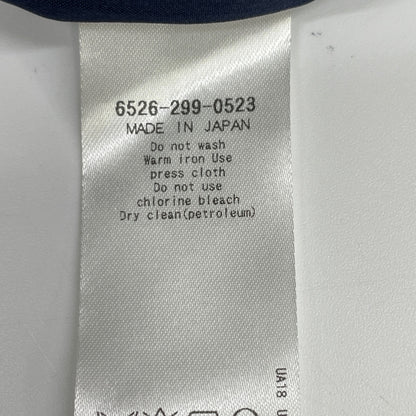 6526-299-0523
MADE IN JAPAN
Do not wash
Warm iron Use
press cloth
Do not use
chlorine bleach
Dry clean(petroleum)
UA18